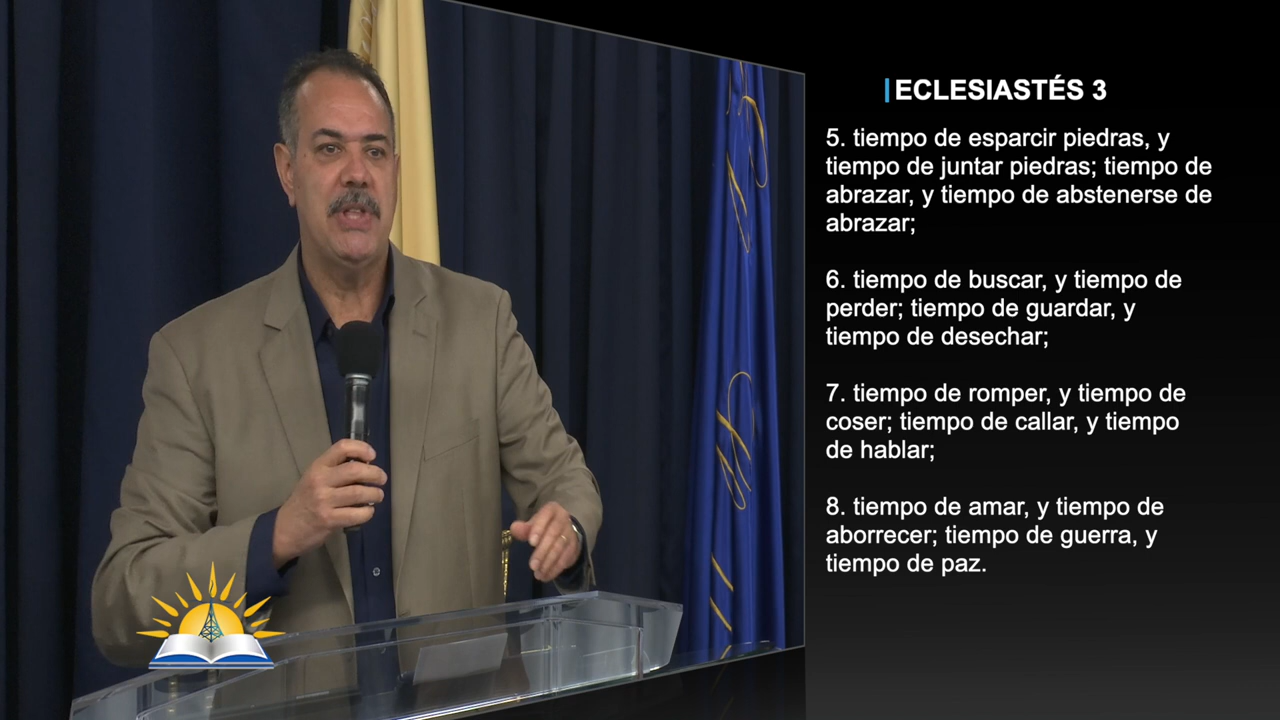 ECLESIASTÉS 3
5. tiempo de esparcir piedras, y
tiempo de juntar piedras; tiempo de
abrazar, y tiempo de abstenerse de
abrazar;
6. tiempo de buscar, y tiempo de
perder; tiempo de guardar, y
tiempo de desechar;
7. tiempo de romper, y tiempo de
coser; tiempo de callar, y tiempo
de hablar;
8. tiempo de amar, y tiempo de
aborrecer; tiempo de guerra, y
tiempo de paz.